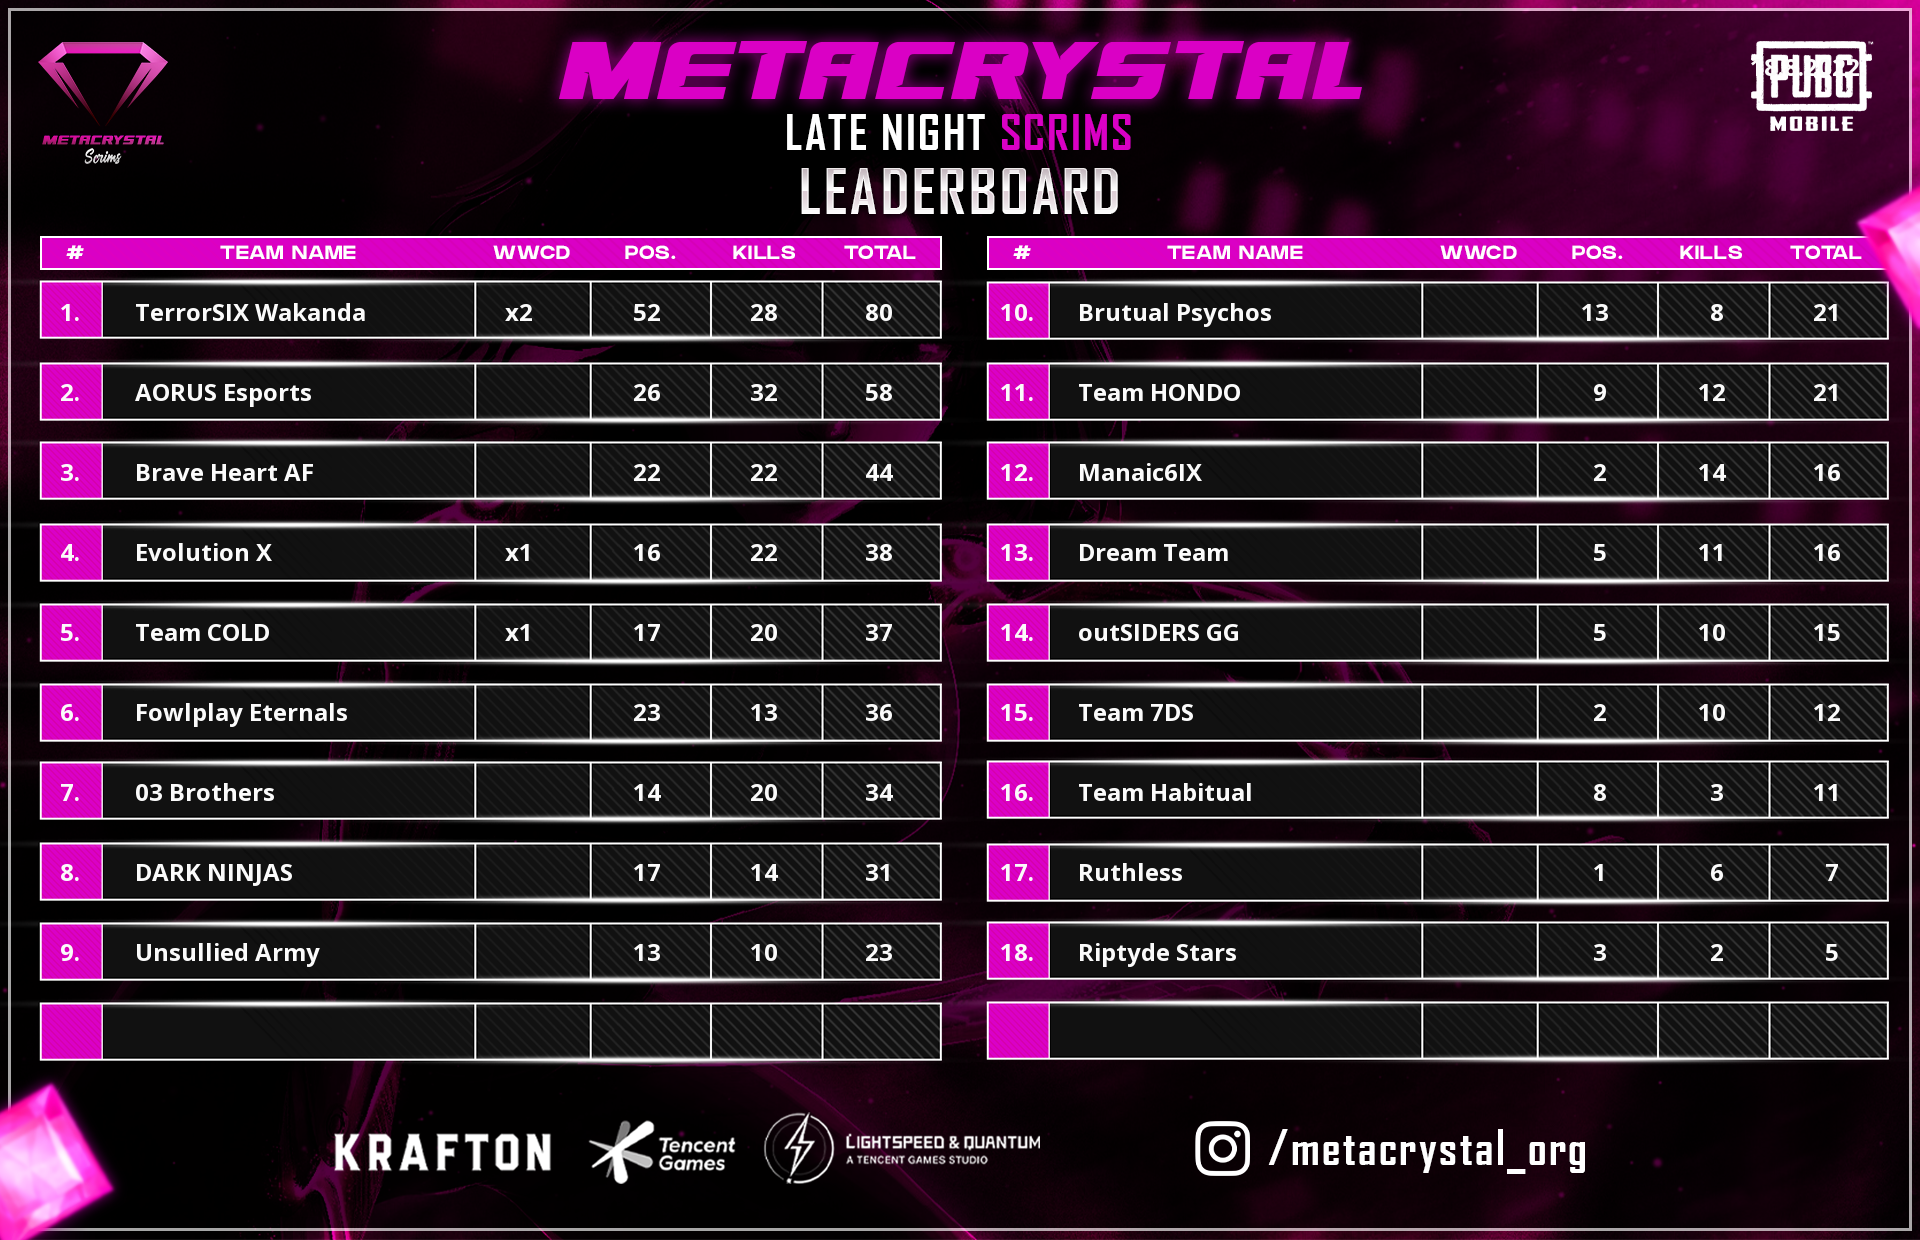 METACRYSTAL
LATE NIGHT SCRIMS
LEADERBOARD
METACRYSTAL
Scrims
PUBG
MOBILE
# TEAM NAME WWCD POS. KILLS TOTAL
1. TerrorSIX Wakanda x2 52 28 80
2. AORUS Esports 26 32 58
3. Brave Heart AF 22 22 44
4. Evolution X x1 16 22 38
5. Team COLD x1 17 20 37
6. Fowlplay Eternals 23 13 36
7. 03 Brothers 14 20 34
8. DARK NINJAS 17 14 31
9. Unsullied Army 13 10 23
# TEAM NAME WWCD POS. KILLS TOTAL
10. Brutual Psychos 13 8 21
11. Team HONDO 9 12 21
12. Manaic6IX 2 14 16
13. Dream Team 5 11 16
14. outSIDERS GG 5 10 15
15. Team 7DS 2 10 12
16. Team Habitual 8 3 11
17. Ruthless 1 6 7
18. Riptyde Stars 3 2 5
KRAFTON
Tencent
Games
LIGHTSPEED & QUANTUM
A TENCENT GAMES STUDIO
/metacrystal_org